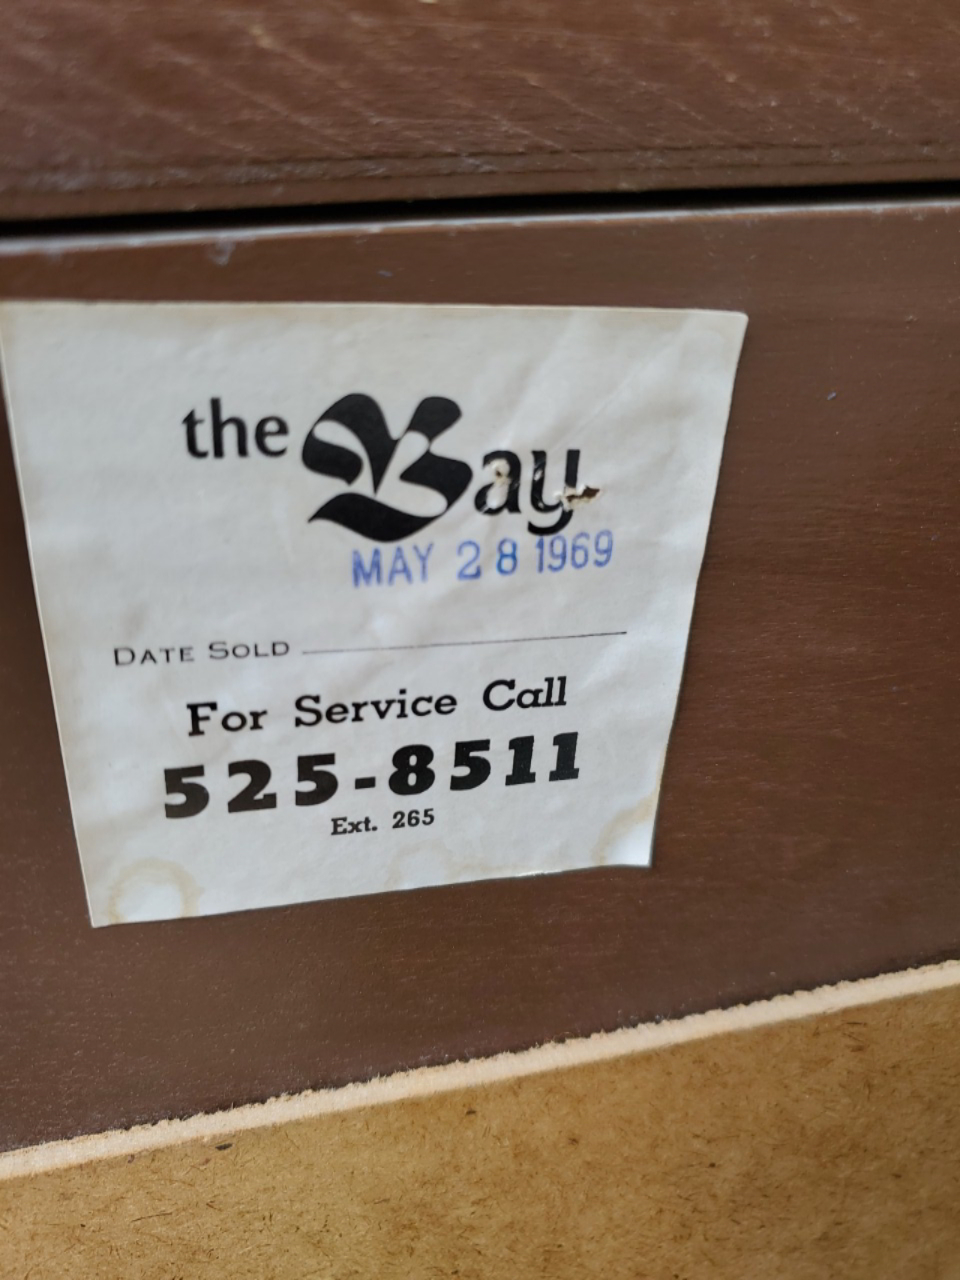 the Bay
MAY 28 1969
DATE SOLD
For Service Call
525-8511
Ext. 265